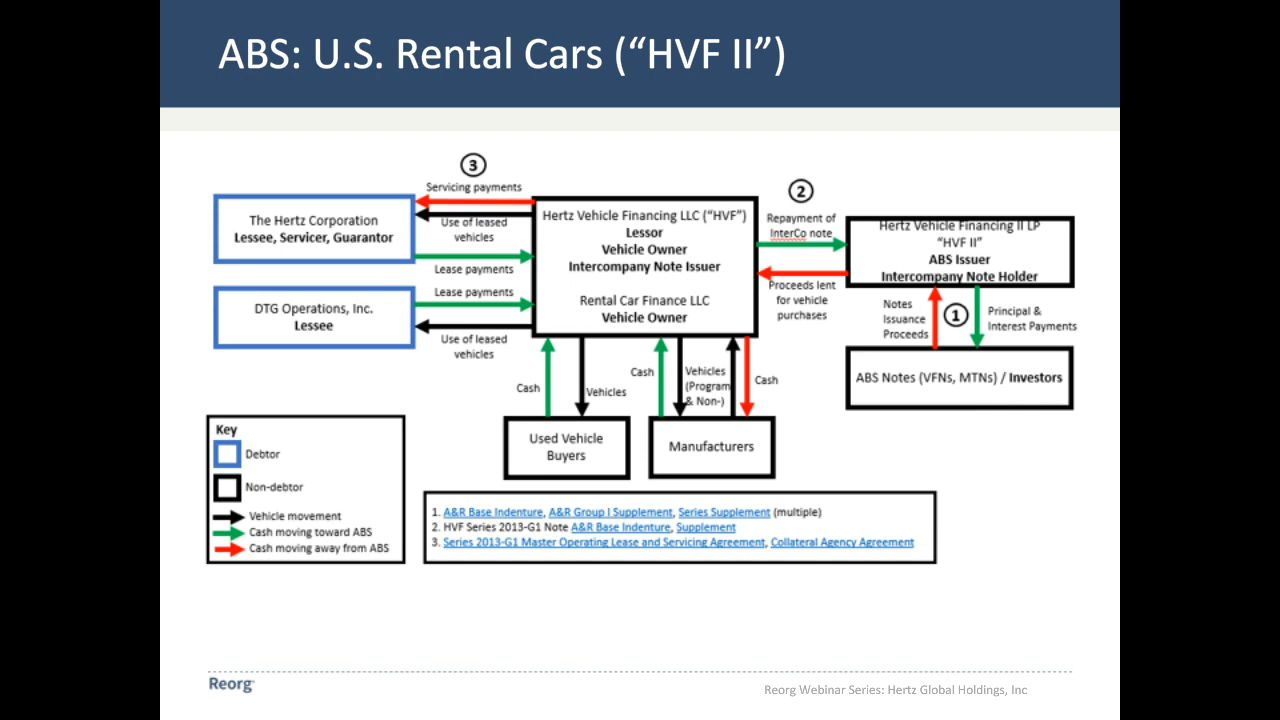 ABS: U.S. Rental Cars (“HVF II”)
3
Servicing payments
Use of leased
vehicles
Lease payments
Lease payments
Use of leased
vehicles
The Hertz Corporation
Lessee, Servicer, Guarantor
DTG Operations, Inc.
Lessee
Hertz Vehicle Financing LLC (“HVF”)
Lessor
Vehicle Owner
Intercompany Note Issuer
Rental Car Finance LLC
Vehicle Owner
2
Repayment of
InterCo note
Proceeds lent
for vehicle
purchases
Hertz Vehicle Financing II LP
“HVF II”
ABS Issuer
Intercompany Note Holder
Notes
Issuance
Proceeds
1
Principal &
Interest Payments
ABS Notes (VFNs, MTNs) / Investors
Cash
Vehicles
Cash
Vehicles
(Program
& Non-)
Cash
Used Vehicle
Buyers
Manufacturers
Key
Debtor
Non-debtor
Vehicle movement
Cash moving toward ABS
Cash moving away from ABS
1. A&R Base Indenture, A&R Group I Supplement, Series Supplement (multiple)
2. HVF Series 2013-G1 Note A&R Base Indenture, Supplement
3. Series 2013-G1 Master Operating Lease and Servicing Agreement, Collateral Agency Agreement
Reorg
Reorg Webinar Series: Hertz Global Holdings, Inc